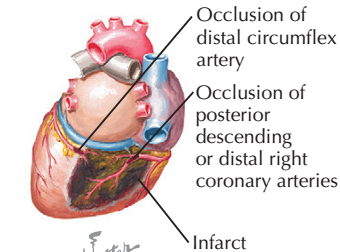 Occlusion of
distal circumflex
artery
Occlusion of
posterior
descending
or distal right
coronary arteries
Infarct